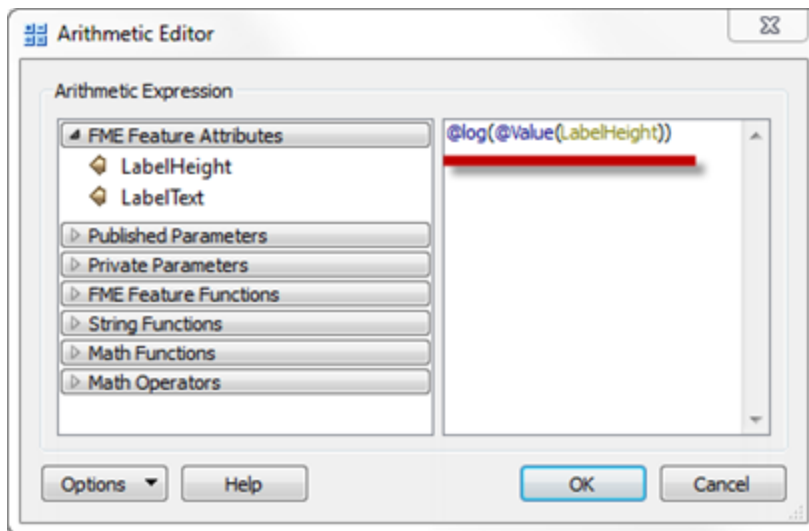 Arithmetic Editor
Arithmetic Expression
FME Feature Attributes
LabelHeight
LabelText
Published Parameters
Private Parameters
FME Feature Functions
String Functions
Math Functions
Math Operators
@log(@Value(LabelHeight))
Options
Help
OK
Cancel